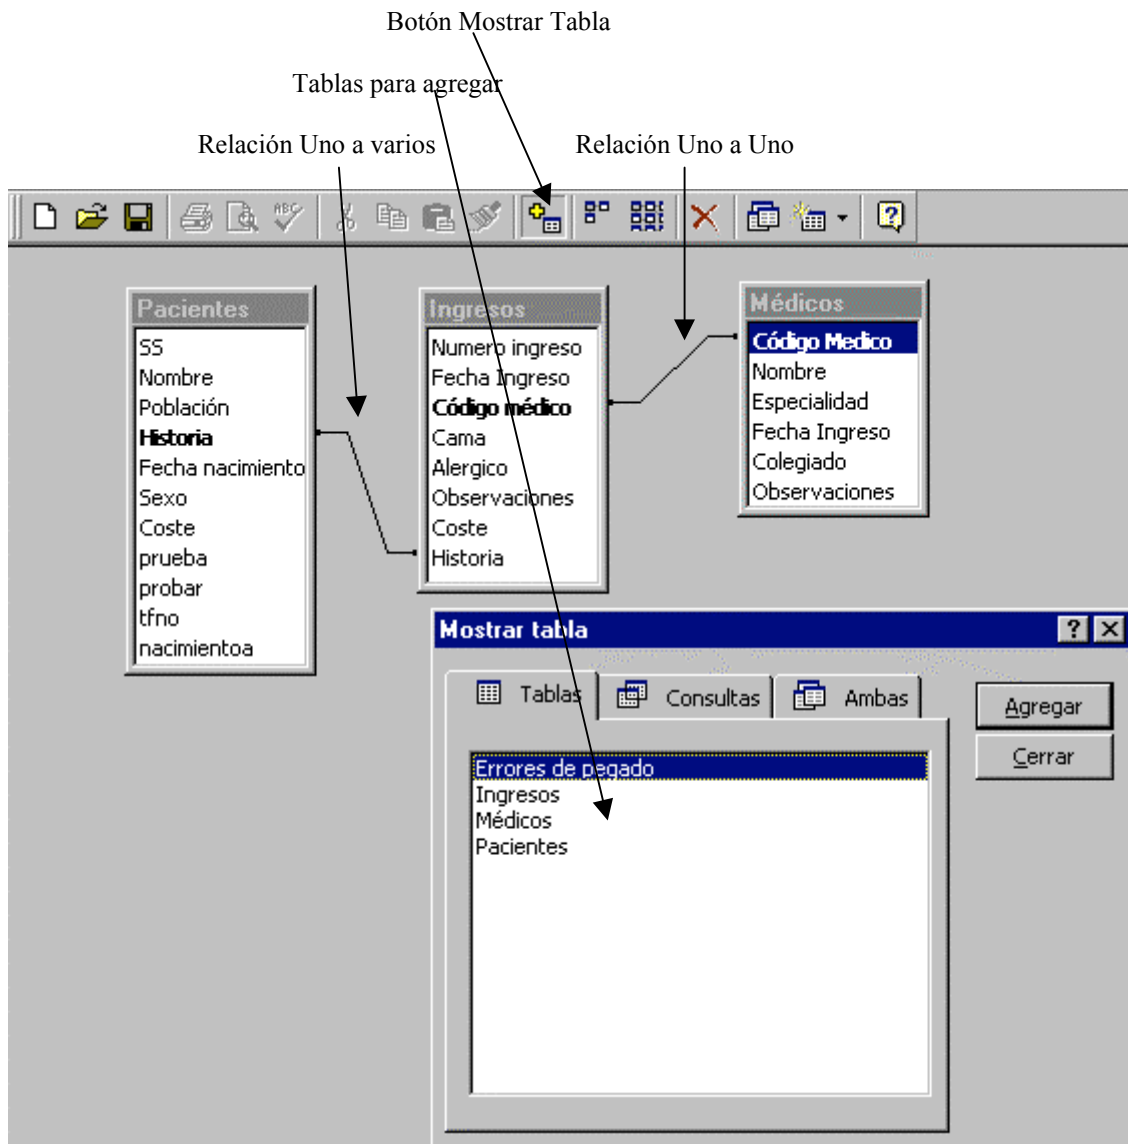 Botón Mostrar Tabla
Tablas para agregar
Relación Uno a varios
Relación Uno a Uno
ABC
Pacientes
SS
Nombre
Población
Historia
Fecha nacimiento
Sexo
Coste
prueba
probar
tfno
nacimientoa
Ingresos
Numero ingreso
Fecha Ingreso
Código médico
Cama
Alergico
Observaciones
Coste
Historia
Médicos
Código Medico
Nombre
Especialidad
Fecha Ingreso
Colegiado
Observaciones
Mostrar tabla
Tablas
Consultas
Ambas
Errores de pegado
Ingresos
Médicos
Pacientes
Agregar
Cerrar